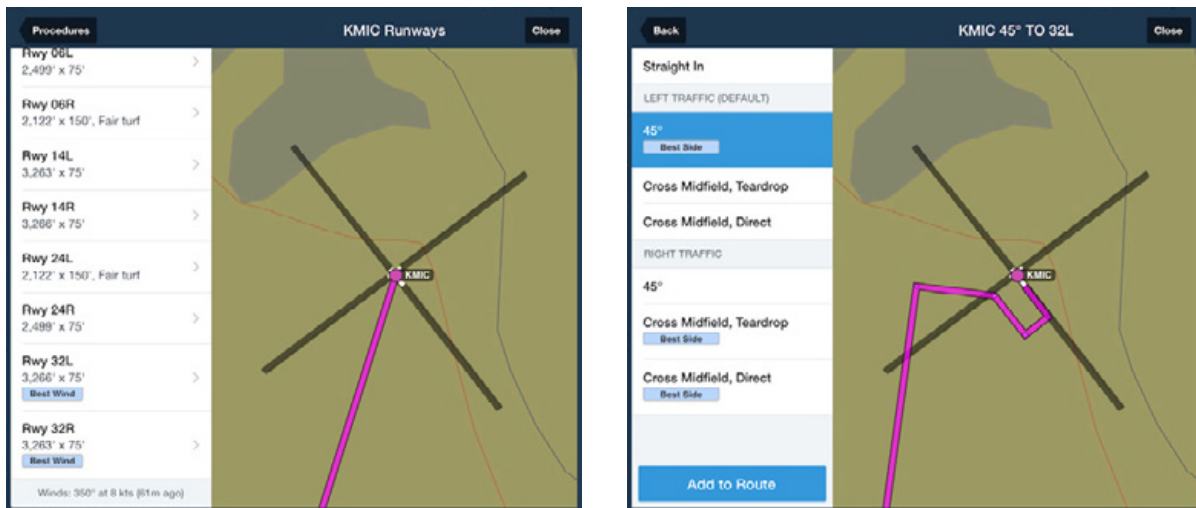 Procedures
KMIC Runways
Close
Rwy 06L
2,499' x 75'
Rwy 06R
2,122' x 150', Fair turf
Rwy 14L
3,263' x 75'
Rwy 14R
3,266' x 75'
Rwy 24L
2,122' x 150', Fair turf
Rwy 24R
2,499' x 75'
Rwy 32L
3,266' x 75'
Best Wind
Rwy 32R
3,263' x 75'
Best Wind
Winds: 350° at 8 kts (61m ago)
KMIC
Back
KMIC 45° TO 32L
Close
Straight In
LEFT TRAFFIC (DEFAULT)
45°
Best Side
Cross Midfield, Teardrop
Cross Midfield, Direct
RIGHT TRAFFIC
45°
Cross Midfield, Teardrop
Best Side
Cross Midfield, Direct
Best Side
Add to Route
KMIC